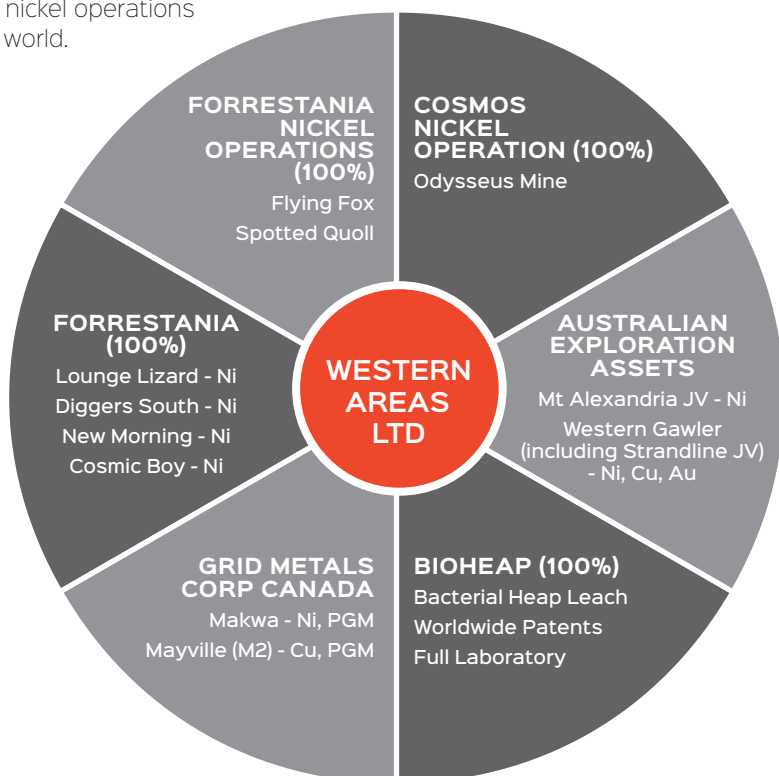 nickel operations
world.
FORRESTANIA
NICKEL
OPERATIONS
(100%)
Flying Fox
Spotted Quoll
COSMOS
NICKEL
OPERATION (100%)
Odysseus Mine
FORRESTANIA
(100%)
Lounge Lizard - Ni
Diggers South - Ni
New Morning - Ni
Cosmic Boy - Ni
WESTERN
AREAS
LTD
AUSTRALIAN
EXPLORATION
ASSETS
Mt Alexandria JV - Ni
Western Gawler
(including Strandline JV)
- Ni, Cu, Au
GRID METALS
CORP CANADA
Makwa - Ni, PGM
Mayville (M2) - Cu, PGM
BIOHEAP (100%)
Bacterial Heap Leach
Worldwide Patents
Full Laboratory